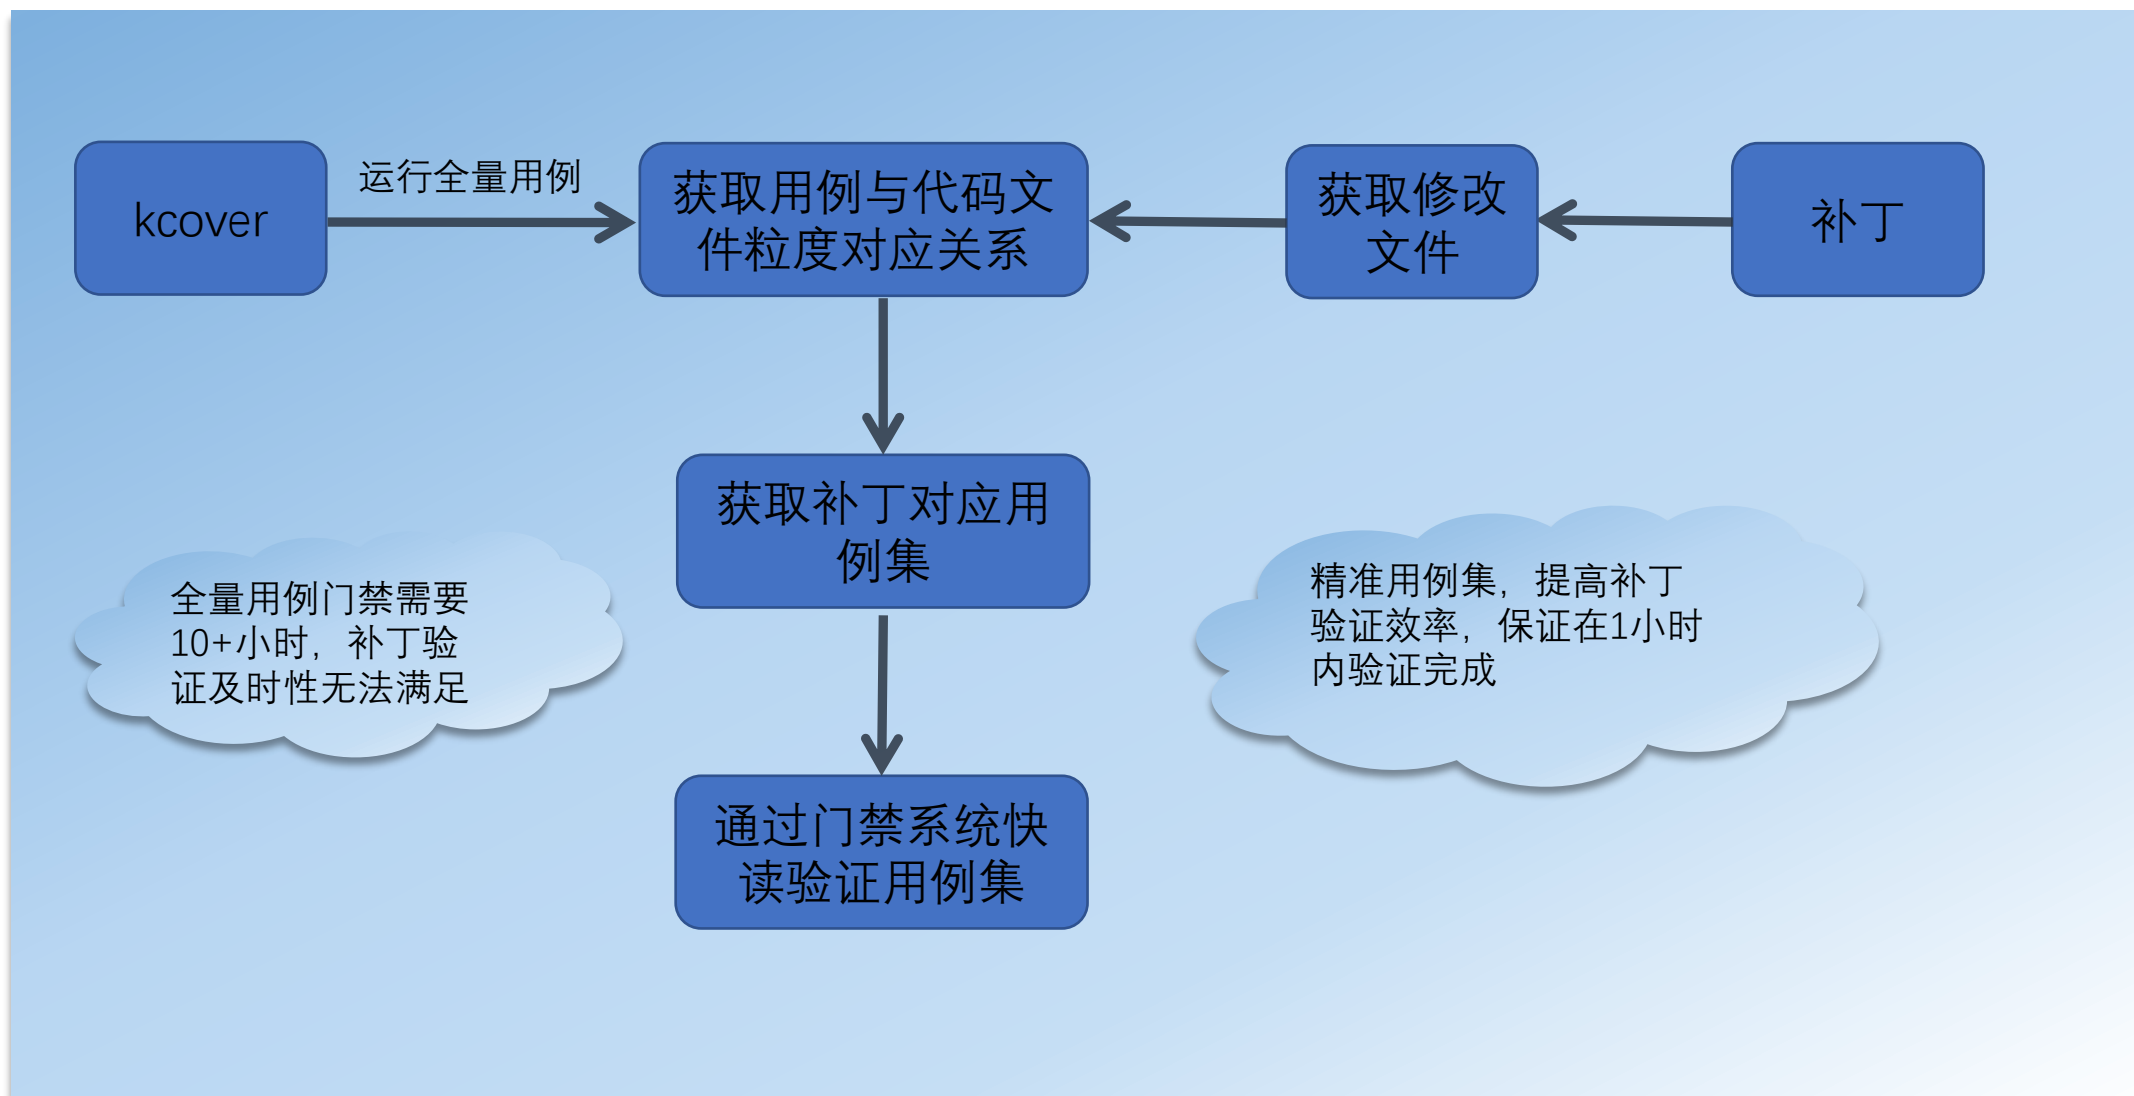 kcover
运行全量用例
获取用例与代码文
件粒度对应关系
获取修改
文件
补丁
获取补丁对应用
例集
全量用例门禁需要
10+小时，补丁验
证及时性无法满足
精准用例集，提高补丁
验证效率，保证在1小时
内验证完成
通过门禁系统快
读验证用例集